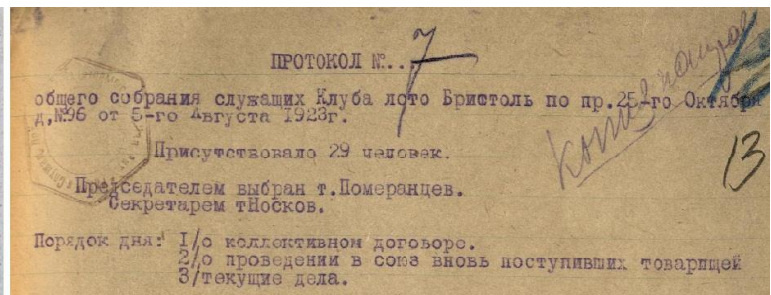 ПРОТОКОЛ №..7
общего собрания служащих Клуба лото Бристоль по пр.25-го Октября
д,№96 от 5-го Августа 1923г.
Присутствовало 29 человек.
Председателем выбран т.Померанцев.
Секретарем тНосков.
Порядок дня: 1/о коллективном договоре.
2/о проведении в союз вновь поступивших товарищей
3/текущие дела.
13